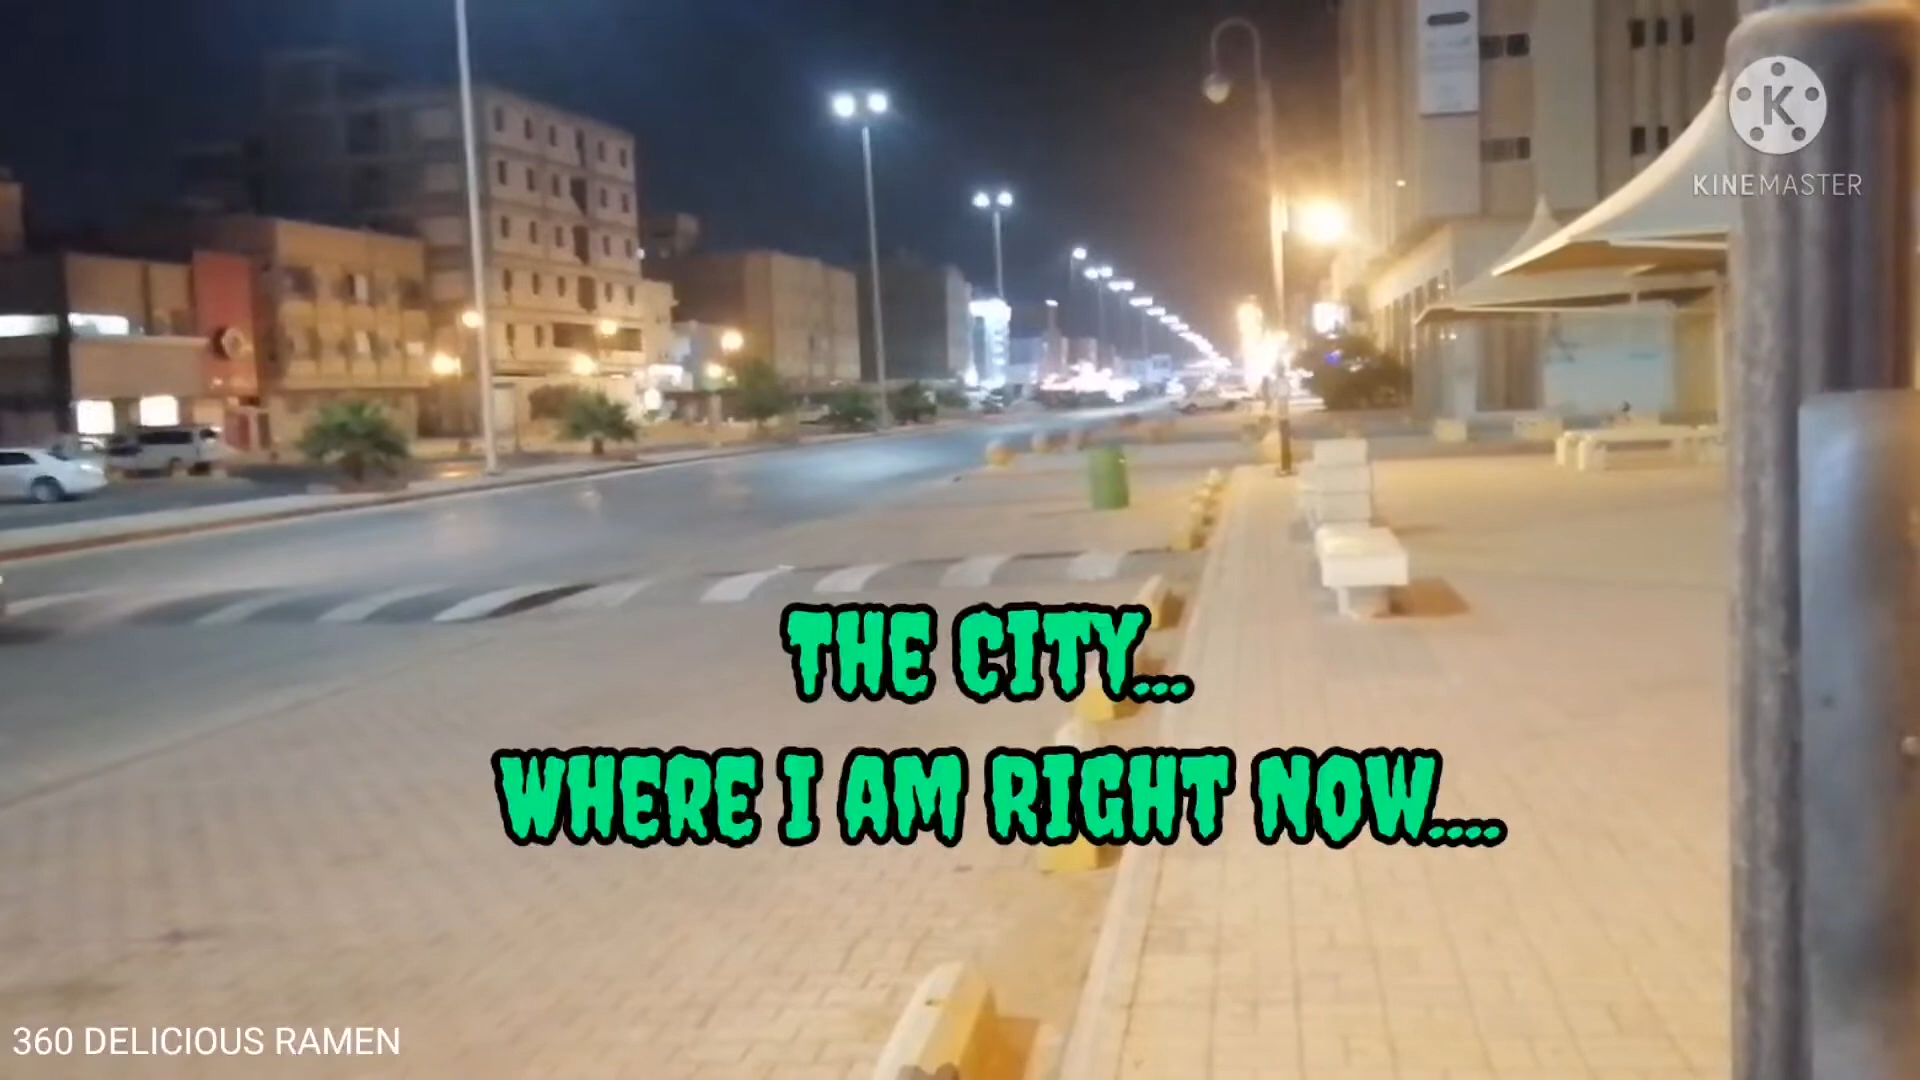 K
KINEMASTER
THE CITY...
WHERE I AM RIGHT NOW....
360 DELICIOUS RAMEN